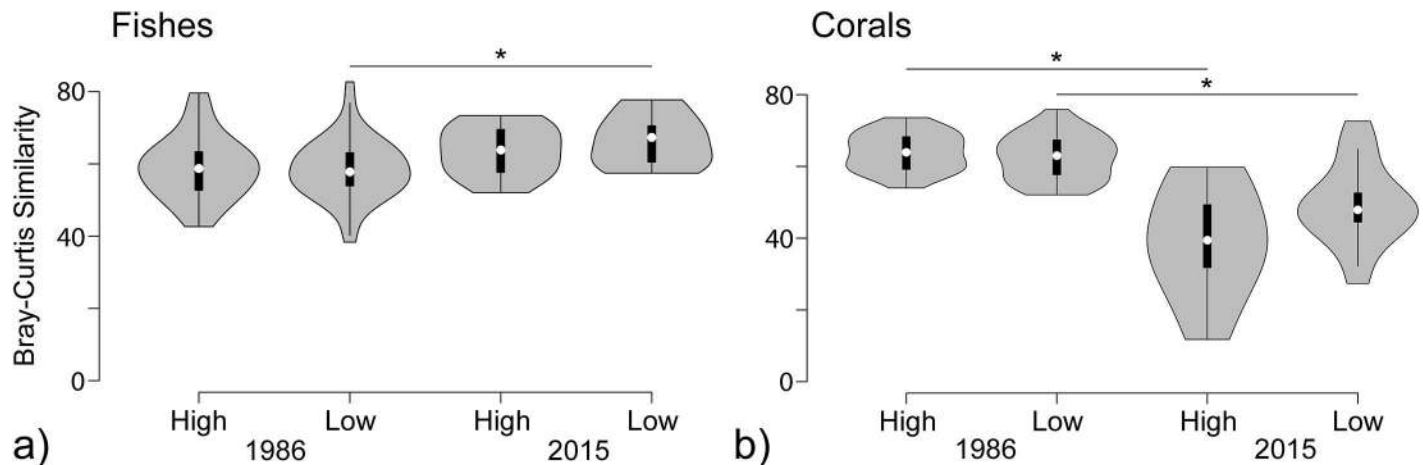 Fishes
Corals
*
*
*
Bray-Curtis Similarity
80
40
0
80
40
0
High Low High Low
1986 2015
a)
High Low High Low
1986 2015
b)